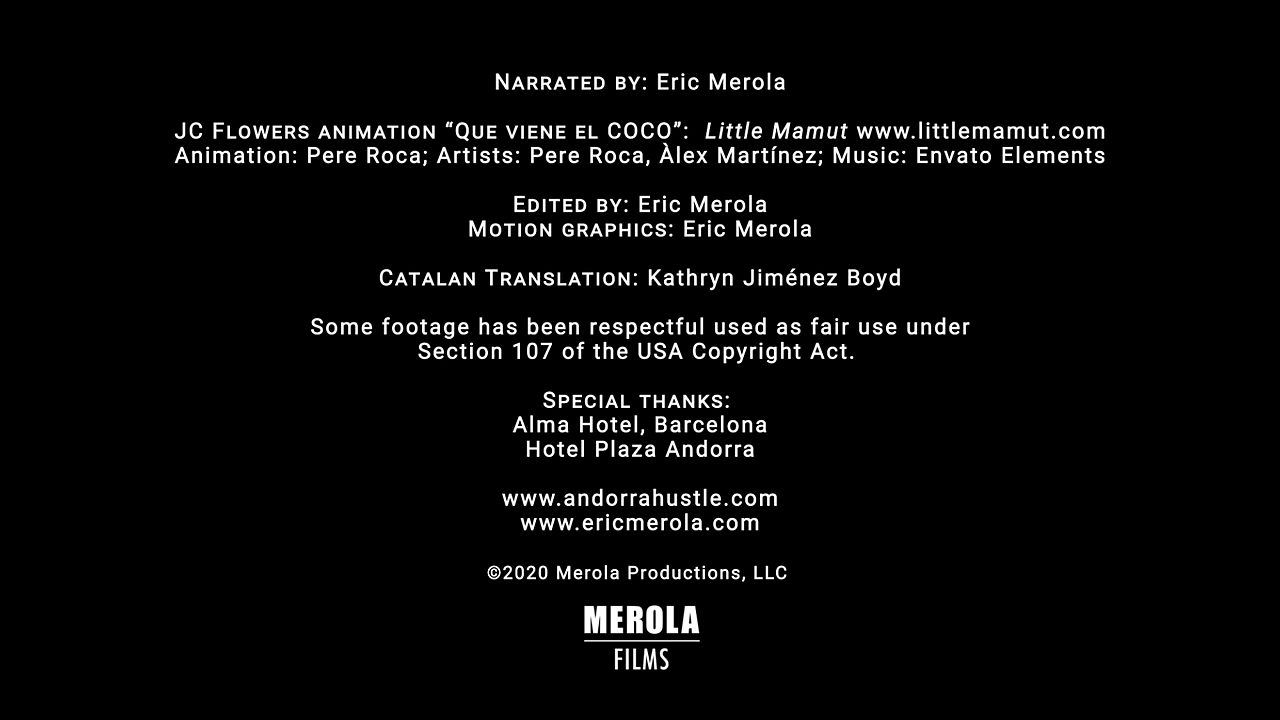 Narrated by: Eric Merola
JC Flowers animation “Que viene el COCO”: Little Mamut www.littlemamut.com
Animation: Pere Roca; Artists: Pere Roca, Àlex Martínez; Music: Envato Elements
Edited by: Eric Merola
Motion graphics: Eric Merola
Catalan Translation: Kathryn Jiménez Boyd
Some footage has been respectful used as fair use under
Section 107 of the USA Copyright Act.
Special thanks:
Alma Hotel, Barcelona
Hotel Plaza Andorra
www.andorrahustle.com
www.ericmerola.com
©2020 Merola Productions, LLC
MEROLA
FILMS